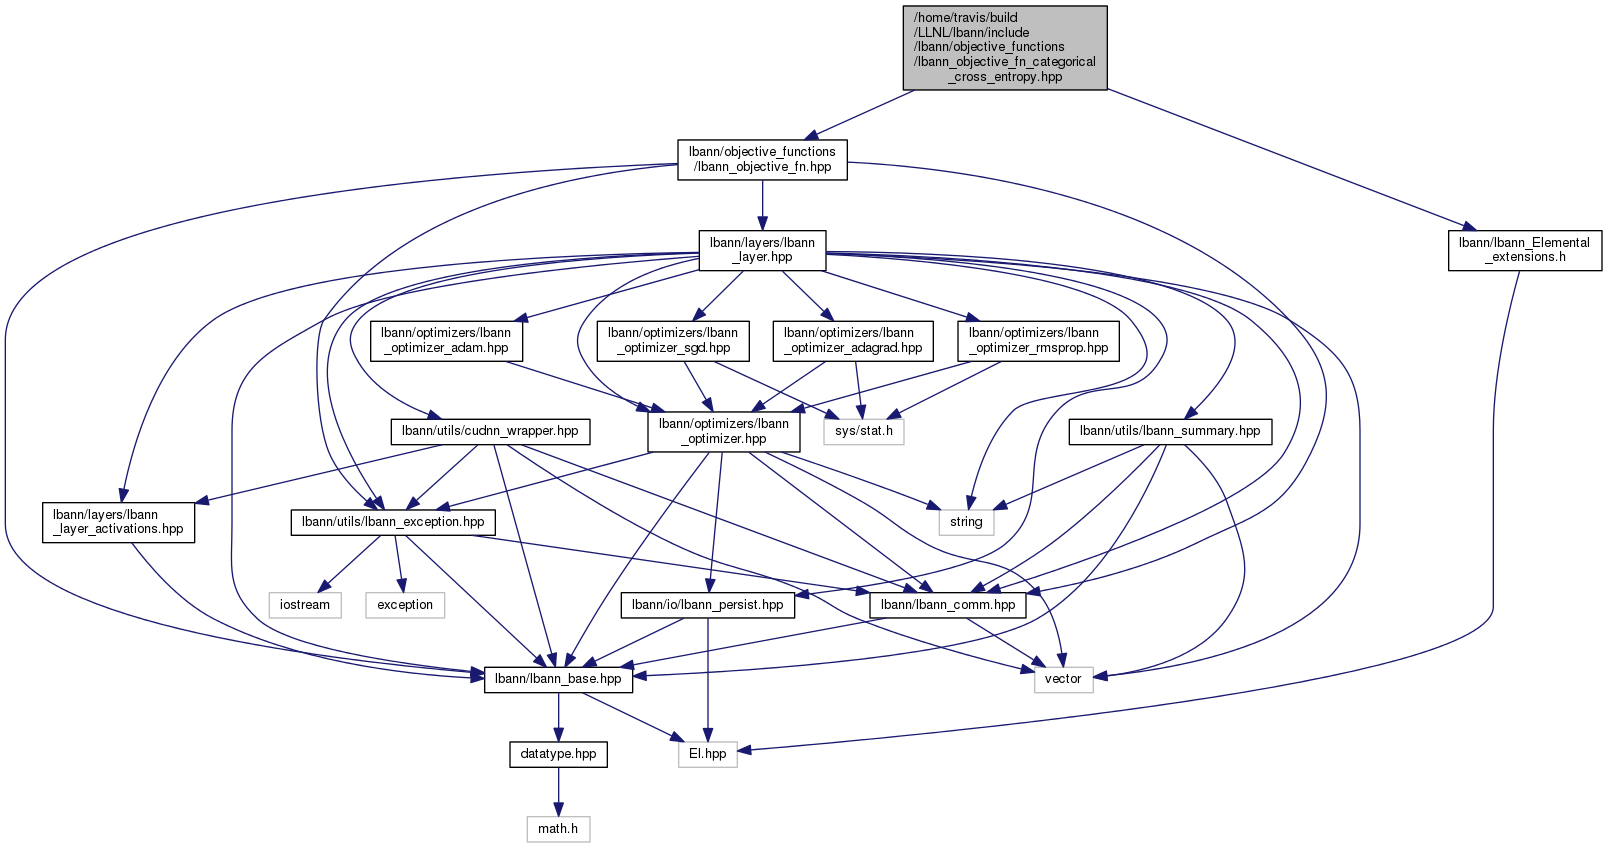 /home/travis/build
/LLNL/lbann/include
/lbann/objective_functions
/lbann_objective_fn_categorical
_cross_entropy.hpp
lbann/objective_functions
/lbann_objective_fn.hpp
lbann/layers/lbann
_layer.hpp
lbann/lbann_Elemental
_extensions.h
lbann/optimizers/lbann
_optimizer_adam.hpp
lbann/optimizers/lbann
_optimizer_sgd.hpp
lbann/optimizers/lbann
_optimizer_adagrad.hpp
lbann/optimizers/lbann
_optimizer_rmsprop.hpp
lbann/utils/cudnn_wrapper.hpp
lbann/optimizers/lbann
_optimizer.hpp
sys/stat.h
lbann/utils/lbann_summary.hpp
lbann/layers/lbann
_layer_activations.hpp
lbann/utils/lbann_exception.hpp
string
iostream
exception
lbann/io/lbann_persist.hpp
lbann/lbann_comm.hpp
lbann/lbann_base.hpp
vector
datatype.hpp
El.hpp
math.h